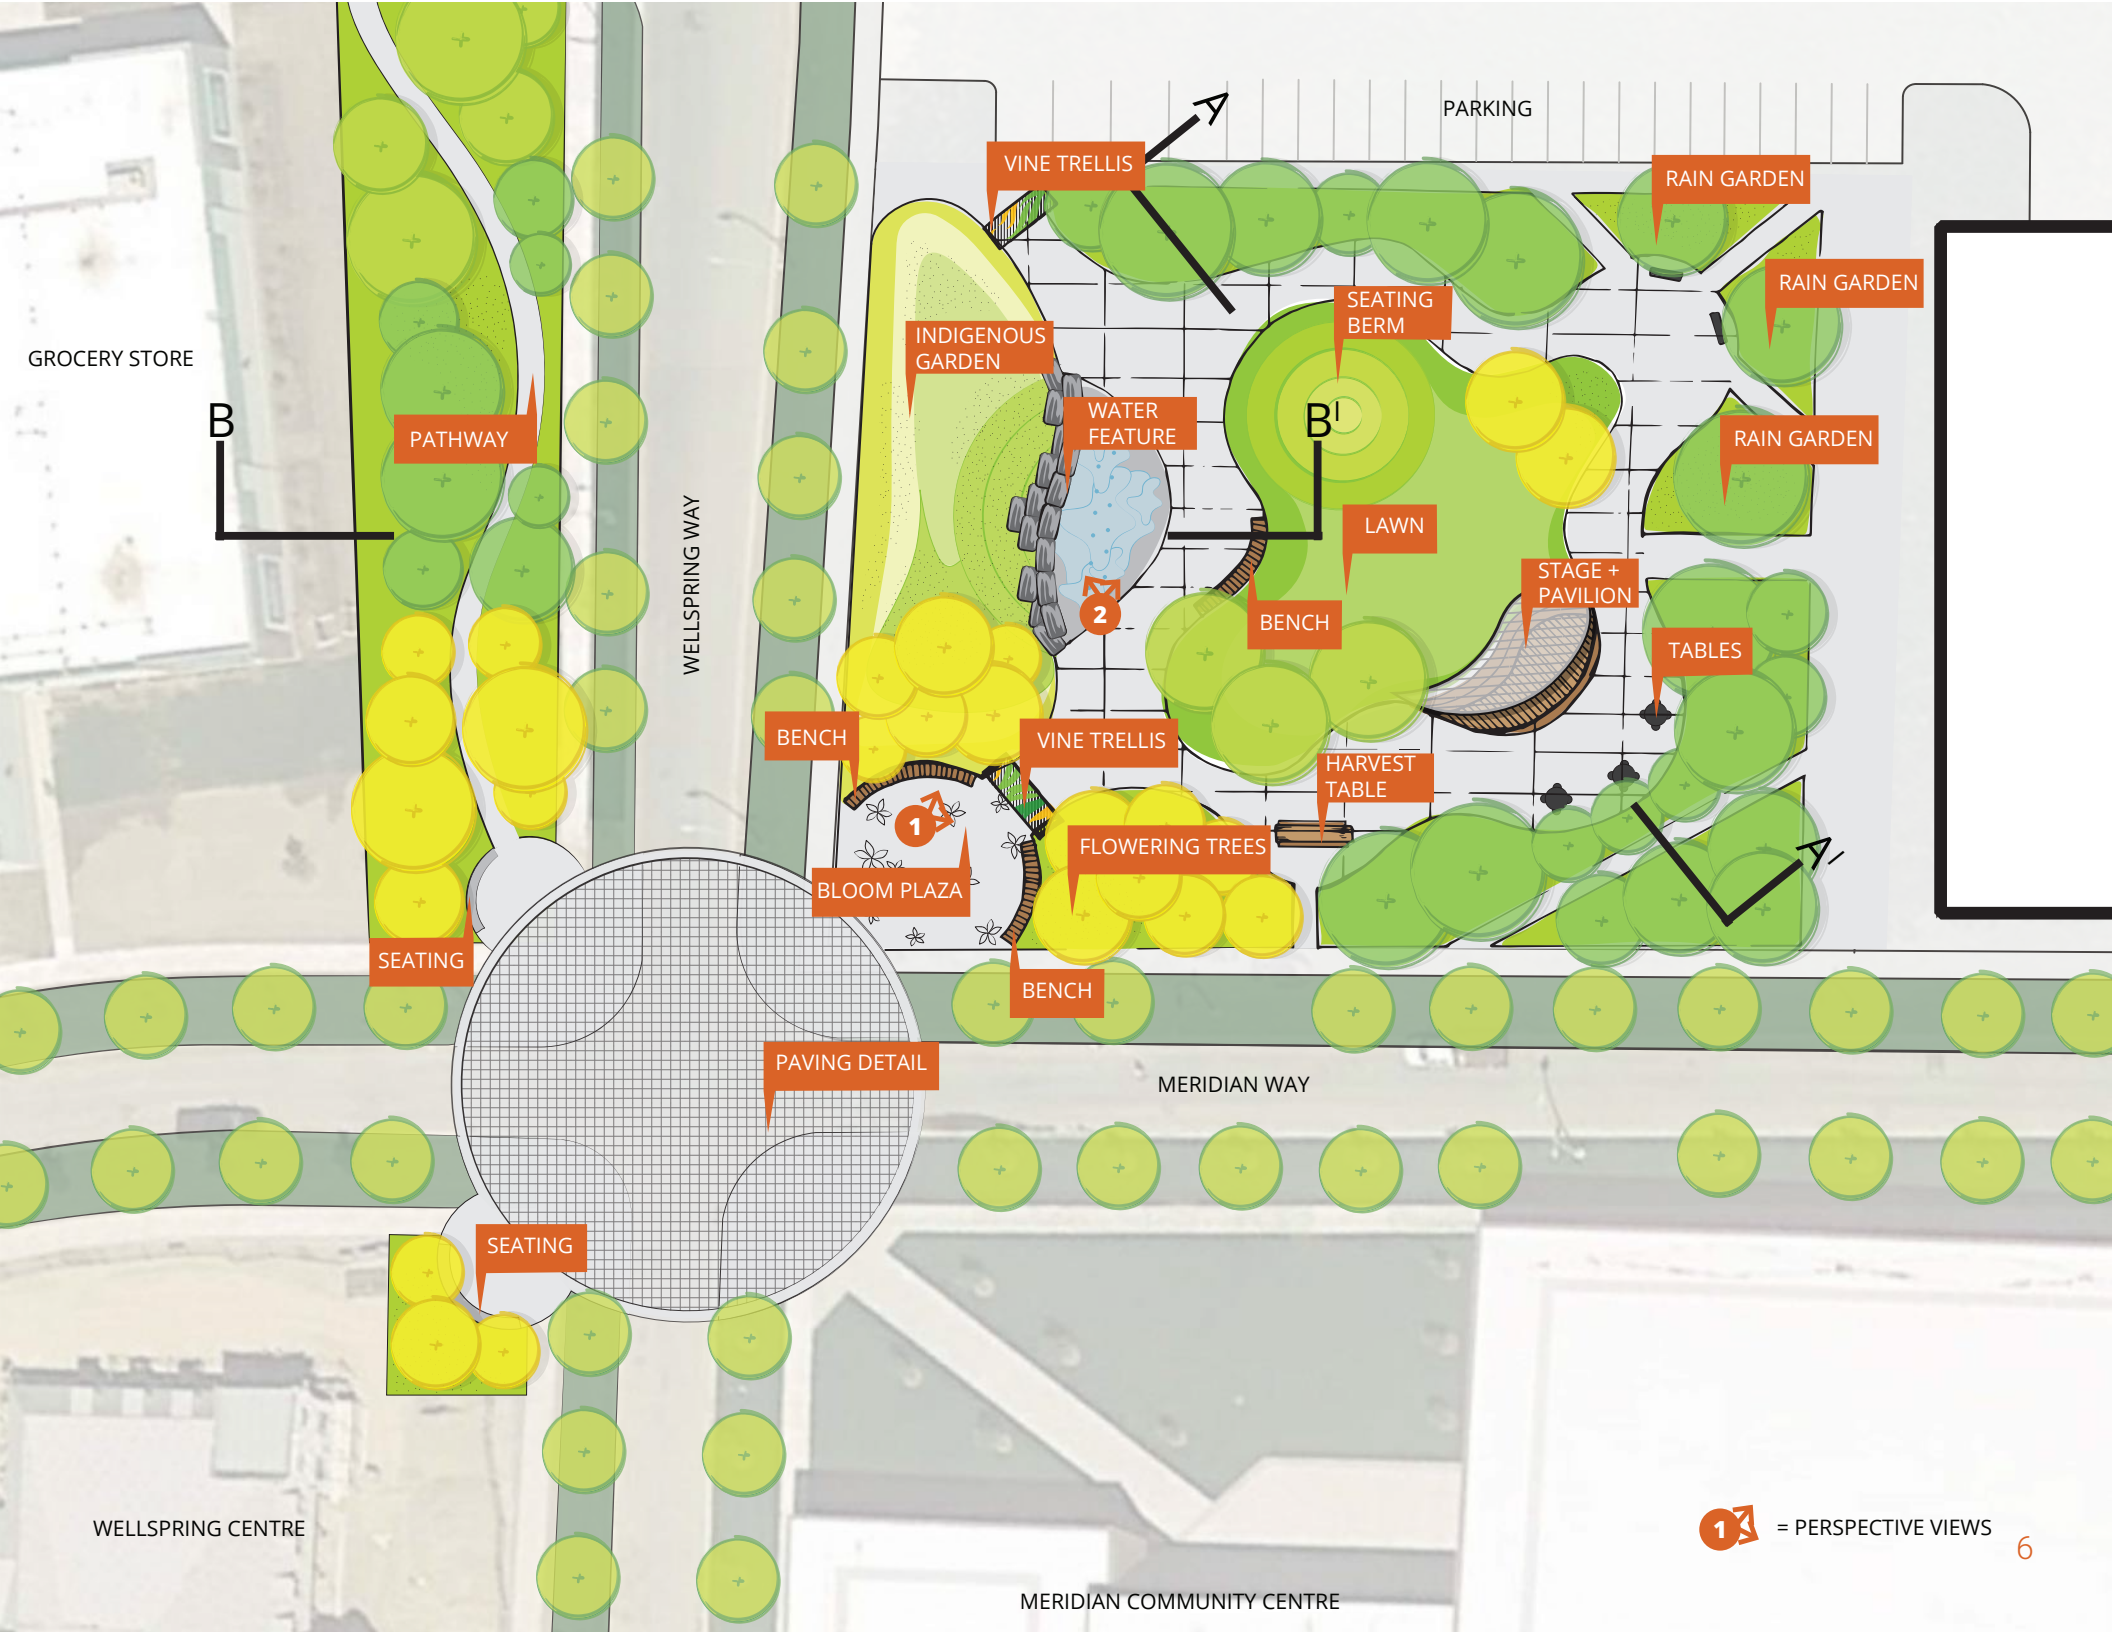 A
PARKING
VINE TRELLIS
RAIN GARDEN
RAIN GARDEN
SEATING
BERM
INDIGENOUS
GARDEN
GROCERY STORE
B
PATHWAY
WATER
FEATURE
B|
RAIN GARDEN
LAWN
WELLSPRING WAY
STAGE +
PAVILION
2
BENCH
TABLES
BENCH
VINE TRELLIS
HARVEST
TABLE
1
FLOWERING TREES
A|
BLOOM PLAZA
SEATING
BENCH
PAVING DETAIL
MERIDIAN WAY
SEATING
WELLSPRING CENTRE
1 = PERSPECTIVE VIEWS
6
MERIDIAN COMMUNITY CENTRE